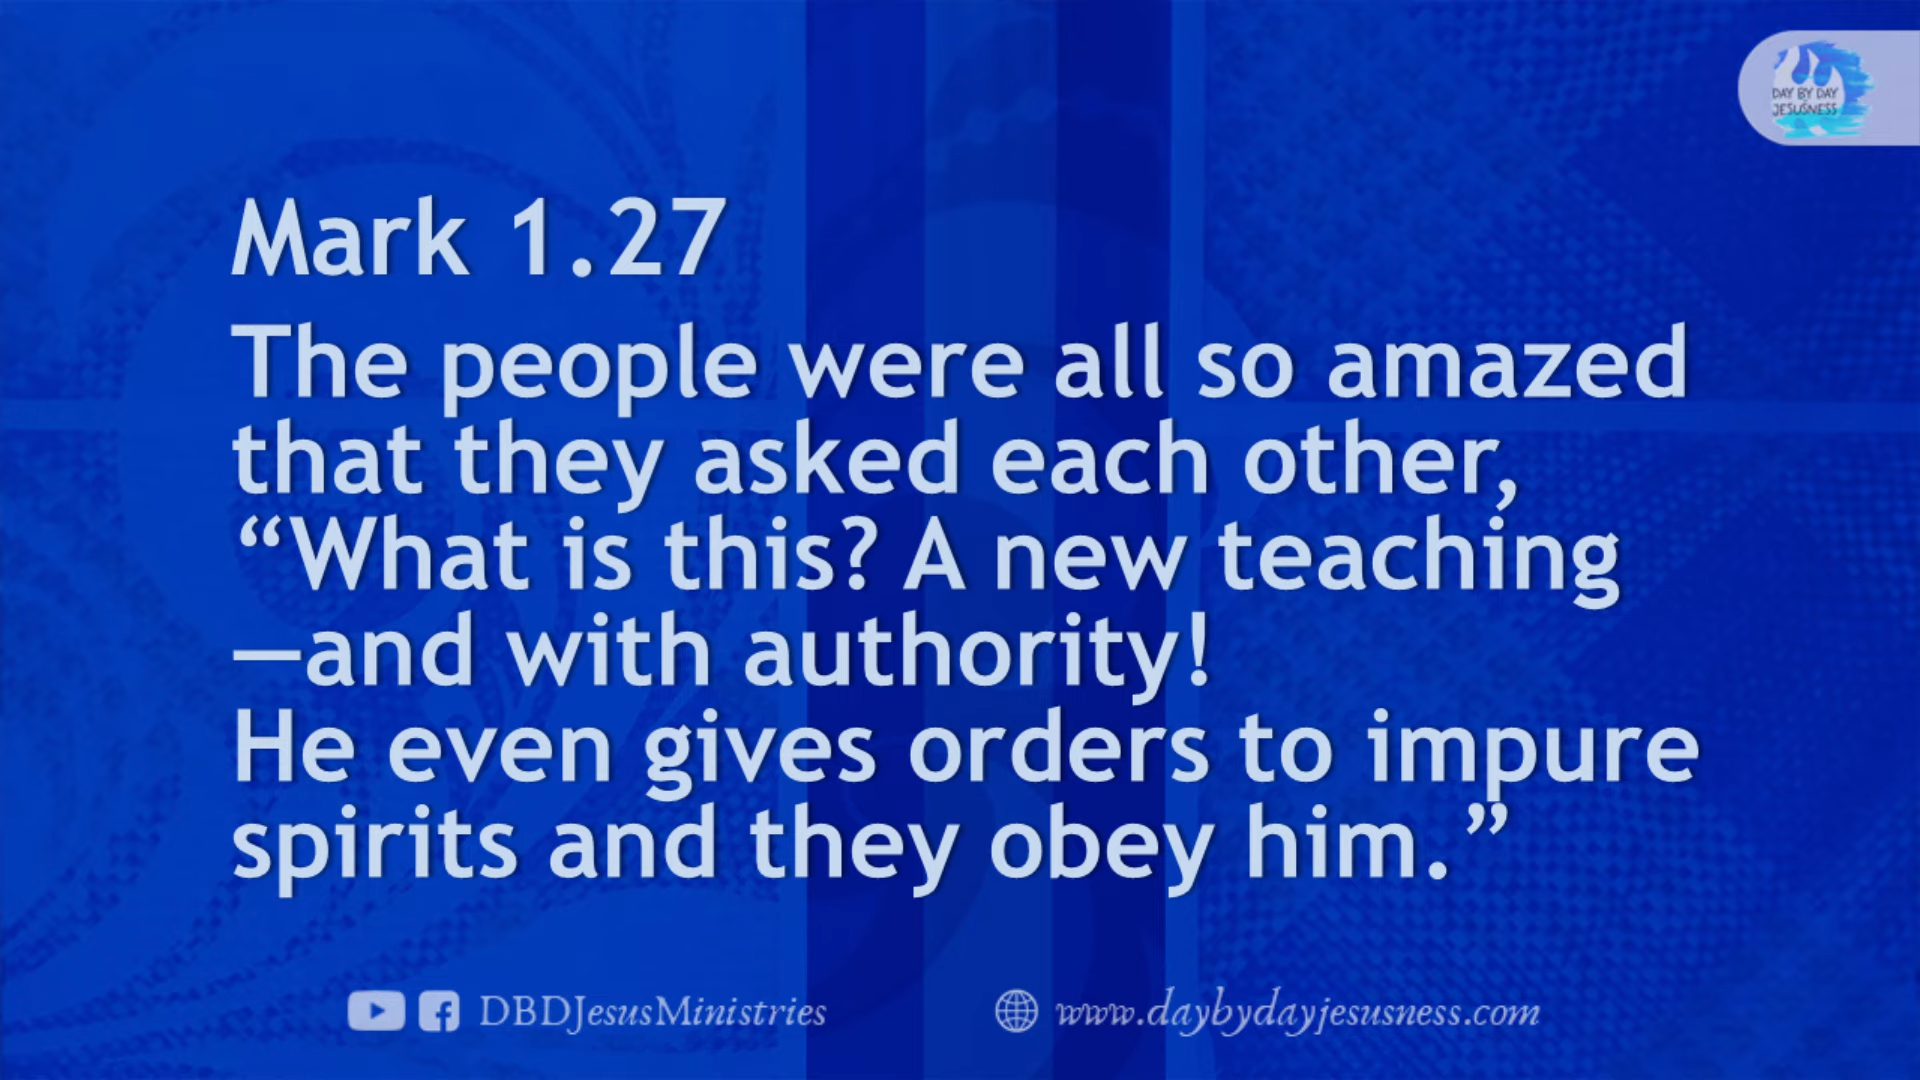 DAY BY DAY
JESUSNESS
Mark 1.27
The people were all so amazed
that they asked each other,
“What is this? A new teaching
—and with authority!
He even gives orders to impure
spirits and they obey him.”
DBDJesusMinistries
www.daybydayjesusness.com